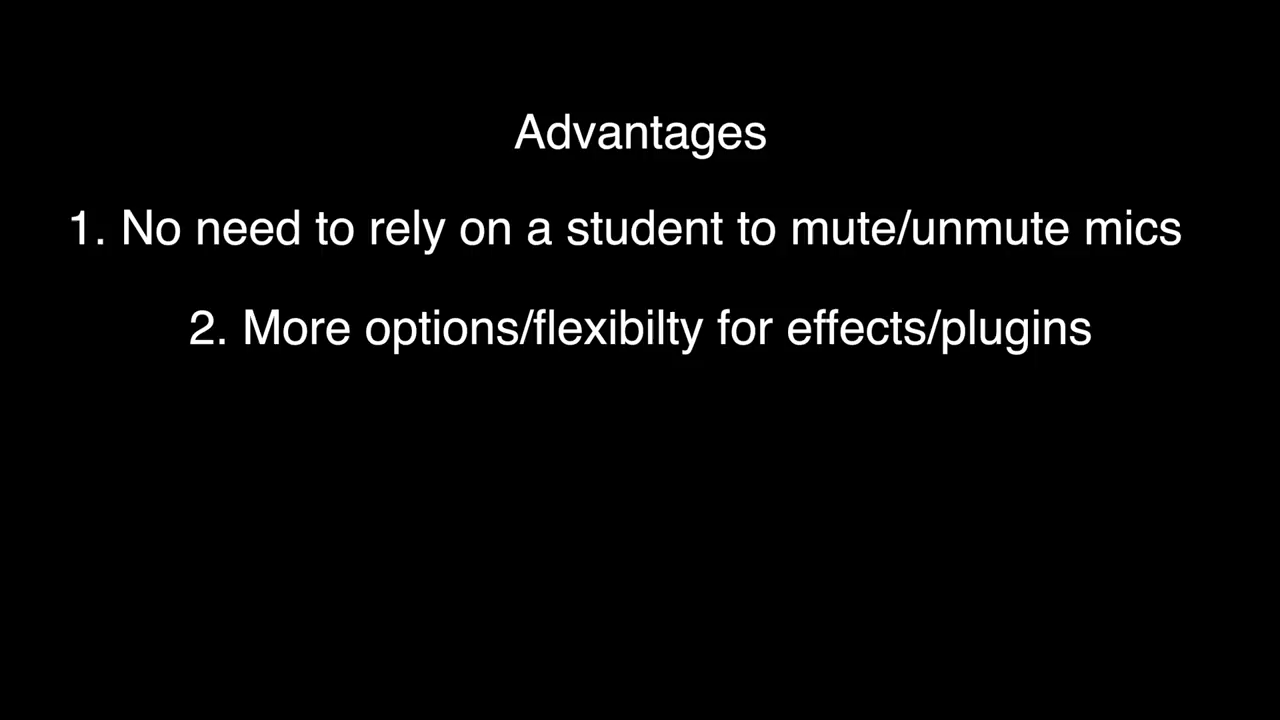 Advantages
1. No need to rely on a student to mute/unmute mics
2. More options/flexibilty for effects/plugins